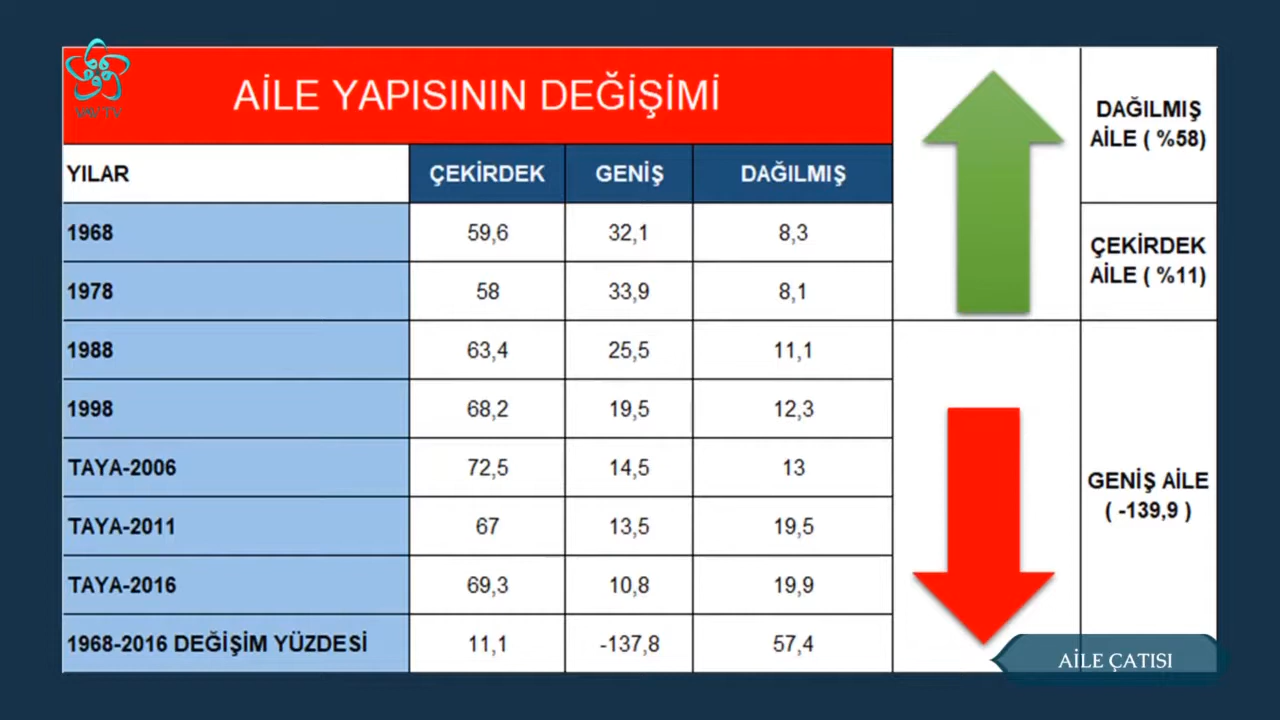 VAV TV
AİLE YAPISININ DEĞİŞİMİ
YILAR ÇEKİRDEK GENİŞ DAĞILMIŞ
1968 59,6 32,1 8,3
1978 58 33,9 8,1
1988 63,4 25,5 11,1
1998 68,2 19,5 12,3
TAYA-2006 72,5 14,5 13
TAYA-2011 67 13,5 19,5
TAYA-2016 69,3 10,8 19,9
1968-2016 DEĞİŞİM YÜZDESİ 11,1 -137,8 57,4
DAĞILMIŞ
AİLE ( %58)
ÇEKİRDEK
AİLE ( %11)
GENİŞ AİLE
( -139,9 )
AİLE ÇATISI